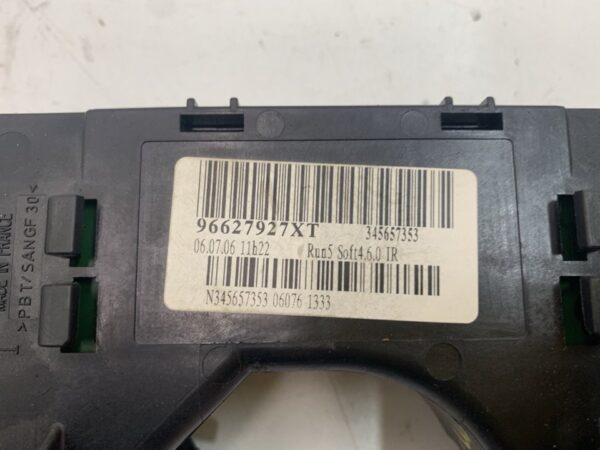 96627927XT 345657353
06.07.06 11h22 Run5 Soft4.6.0 IR
N345657353 06076 1333
MADE IN FRANCE
>PBT/SANGF 30<